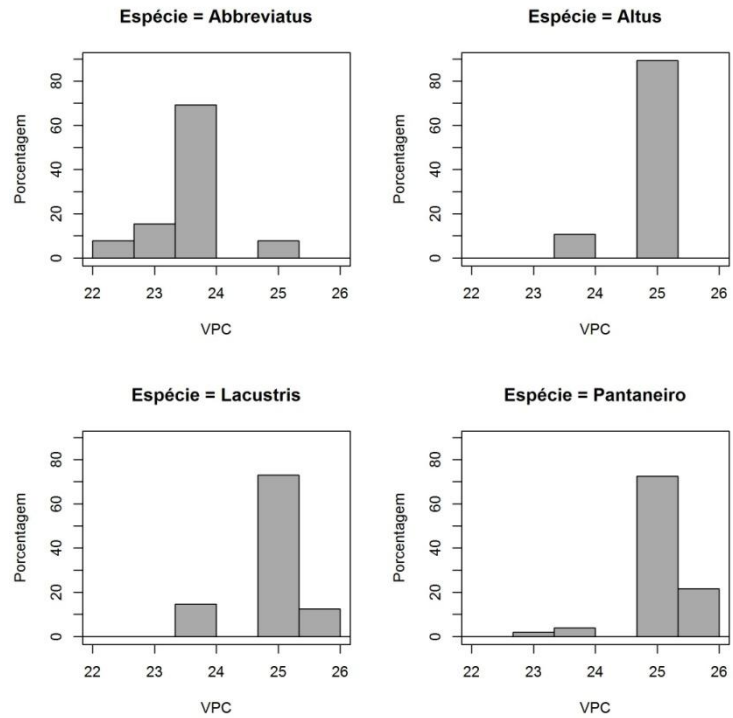 Espécie = Abbreviatus
Porcentagem
80
60
40
20
0
22 23 24 25 26
VPC
Espécie = Altus
Porcentagem
80
60
40
20
0
22 23 24 25 26
VPC
Espécie = Lacustris
Porcentagem
80
60
40
20
0
22 23 24 25 26
VPC
Espécie = Pantaneiro
Porcentagem
80
60
40
20
0
22 23 24 25 26
VPC